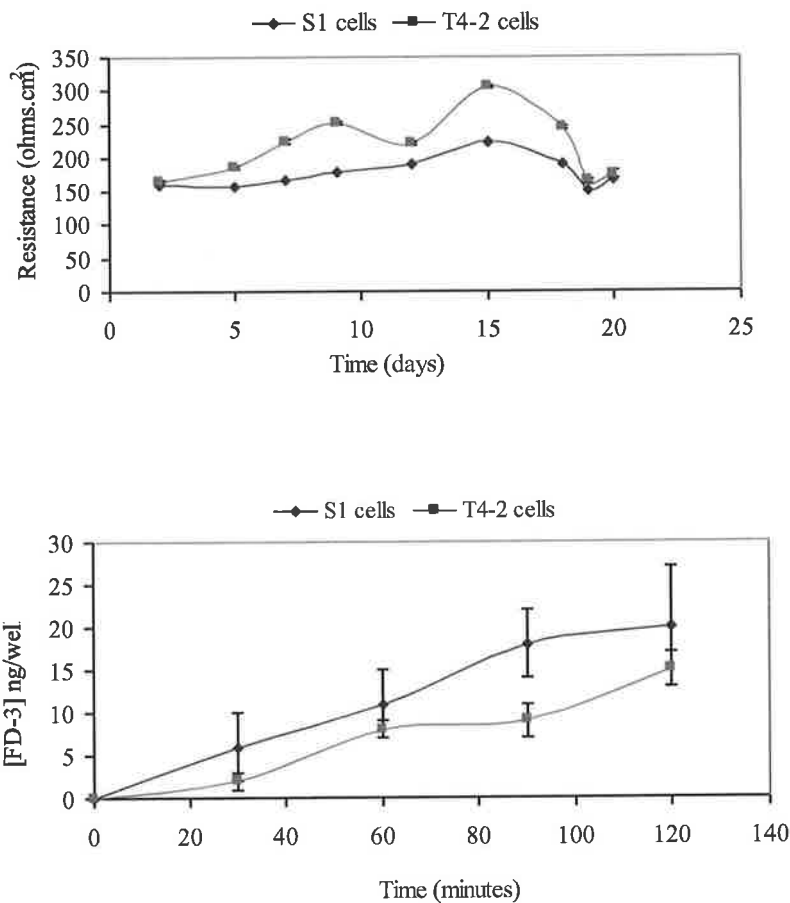 S1 cells T4-2 cells
350
300
250
200
150
100
50
0
Resistance (ohms.cm²)
0 5 10 15 20 25
Time (days)
S1 cells T4-2 cells
30
25
20
15
10
5
0
[FD-3] ng/wel
0 20 40 60 80 100 120 140
Time (minutes)